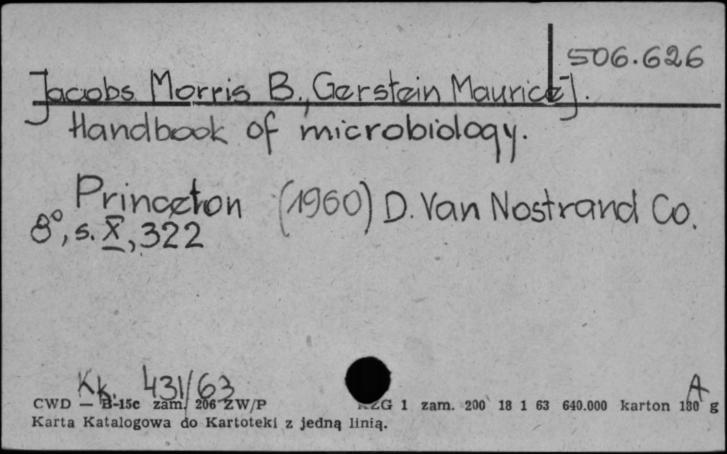 506.626
Jacobs Morris B., Gerstein Maurice J.
Handbook of microbiology.
Princeton (1960) D. Van Nostrand Co.
8°, s. X, 322
Kk. 431/63 A
CWD — B-15c zam. 206 ZW/P KZG 1 zam. 200 18 1 63 640.000 karton 180 g
Karta Katalogowa do Kartoteki z jedną linią.